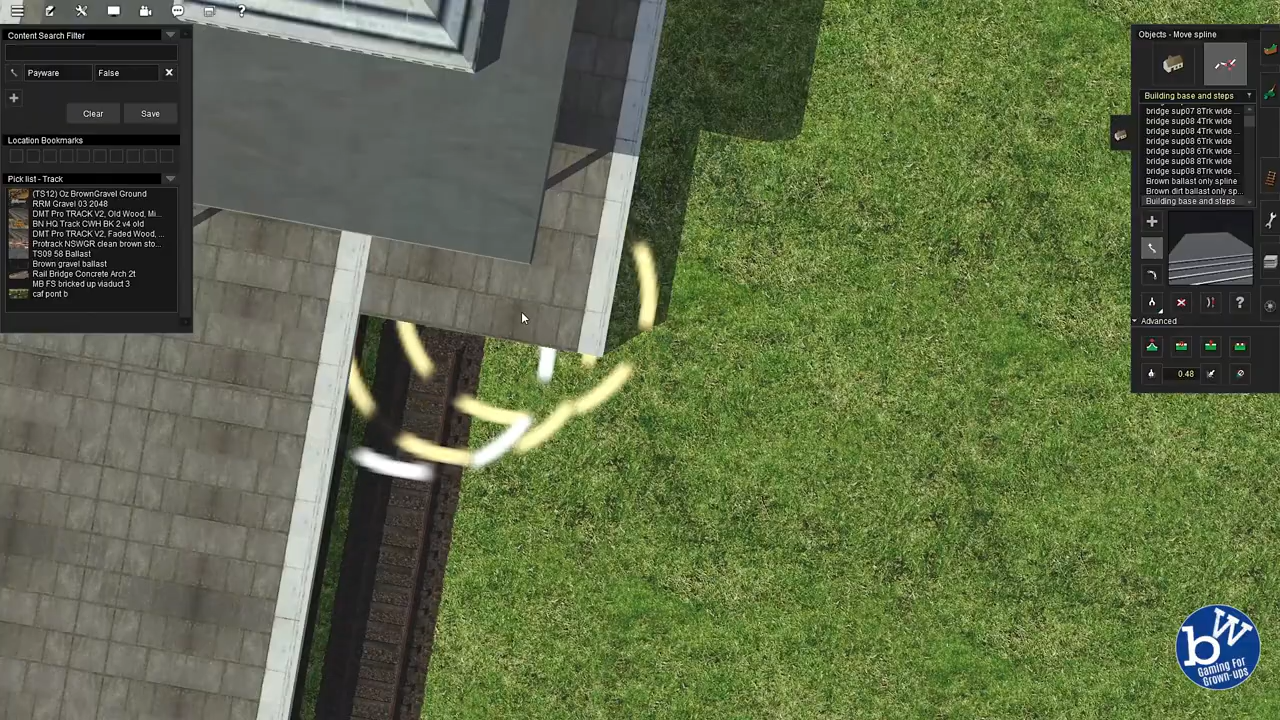 ?
Content Search Filter
Payware
False
Clear
Save
Location Bookmarks
Pick list - Track
(TS12) Oz BrownGravel Ground
RRM Gravel 03 2048
DMT Pro TRACK V2, Old Wood, Mi...
BN HQ Track CWH BK 2 v4 old
DMT Pro TRACK V2, Faded Wood, ...
Protrack NSWGR clean brown sto...
TS09 58 Ballast
Brown gravel ballast
Rail Bridge Concrete Arch 2t
MB FS bricked up viaduct 3
caf pont b
Objects - Move spline
Building base and steps
bridge sup07 8Trk wide ...
bridge sup08 4Trk wide ...
bridge sup08 4Trk wide ...
bridge sup08 6Trk wide ...
bridge sup08 6Trk wide ...
bridge sup08 8Trk wide ...
bridge sup08 8Trk wide ...
Brown ballast only spline
Brown dirt ballast only sp...
Building base and steps
?
Advanced
0.48
bW
Gaming For
Grown-ups